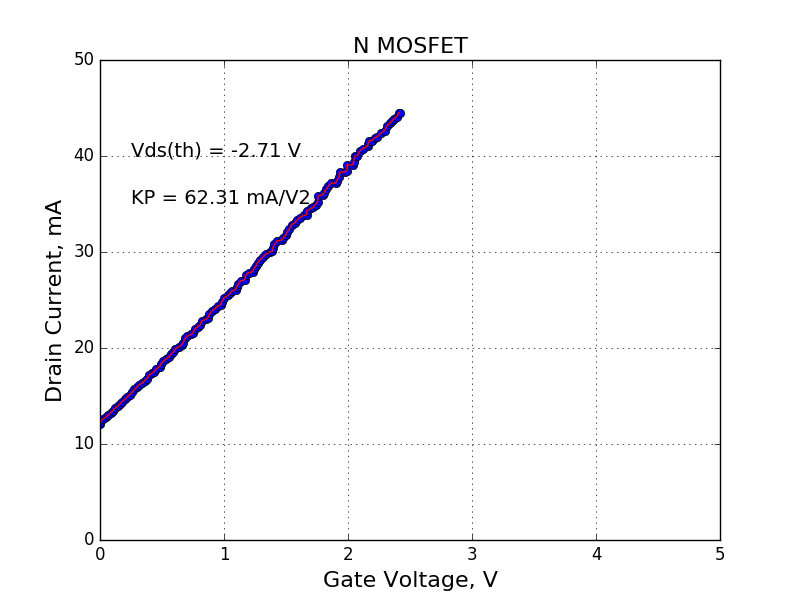 N MOSFET
50
40
30
20
10
0
Drain Current, mA
Vds(th) = -2.71 V
KP = 62.31 mA/V2
0 1 2 3 4 5
Gate Voltage, V